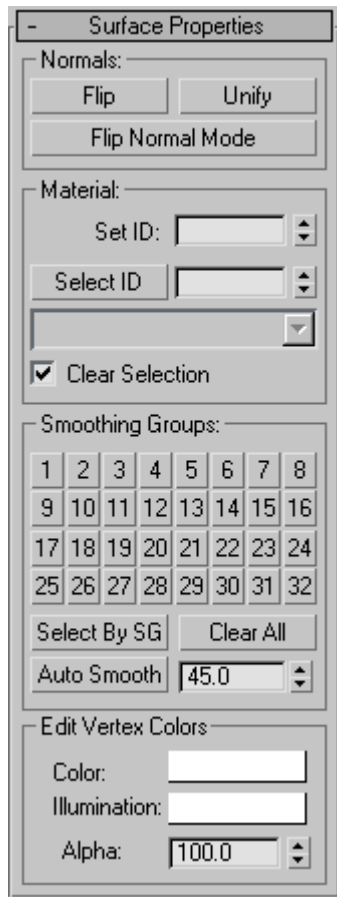 - Surface Properties
Normals:
Flip Unify
Flip Normal Mode
Material:
Set ID:
Select ID
Clear Selection
Smoothing Groups:
1 2 3 4 5 6 7 8
9 10 11 12 13 14 15 16
17 18 19 20 21 22 23 24
25 26 27 28 29 30 31 32
Select By SG Clear All
Auto Smooth 45.0
Edit Vertex Colors
Color:
Illumination:
Alpha: 100.0